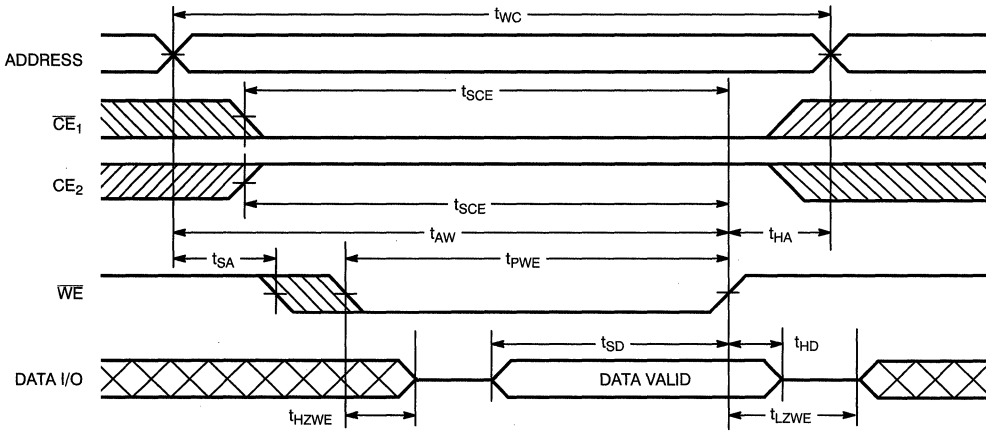 tWC
ADDRESS
tSCE
CE1
CE2
tSCE
tAW
tHA
tSA
tPWE
WE
tSD
tHD
DATA I/O
DATA VALID
tHZWE
tLZWE